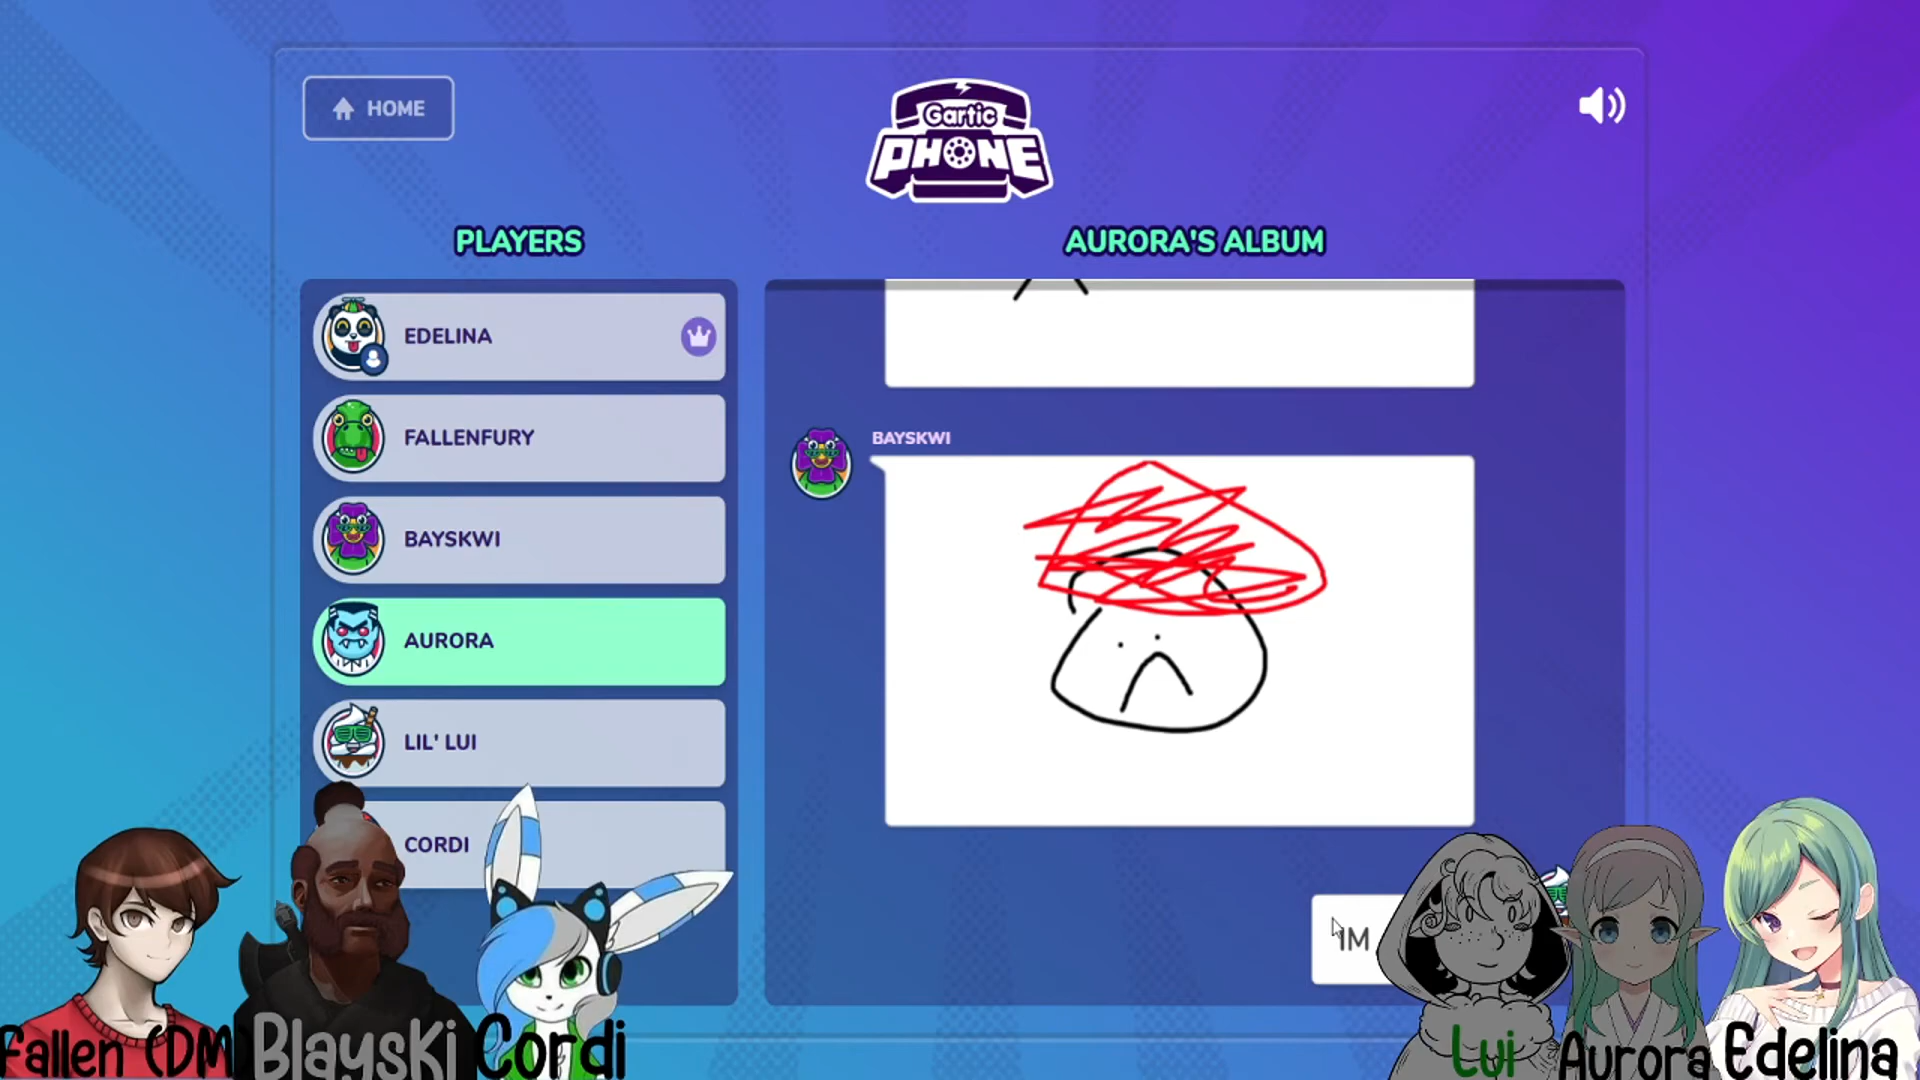 HOME
Gartic
PHONE
PLAYERS
AURORA'S ALBUM
EDELINA
FALLENFURY
BAYSKWI
AURORA
LIL' LUI
CORDI
BAYSKWI
IM
Fallen (DM)
Blayski
Cordi
Lui
Aurora
Edelina